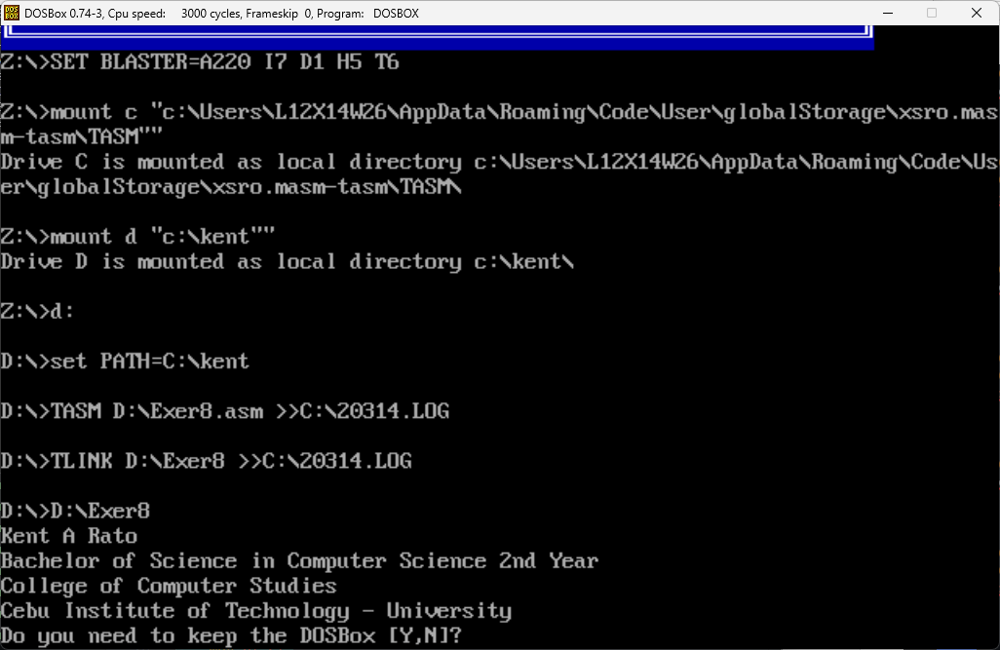 DOSBox 0.74-3, Cpu speed:    3000 cycles, Frameskip  0, Program:   DOSBOX
Z:\>SET BLASTER=A220 I7 D1 H5 T6
Z:\>mount c "c:\Users\L12X14W26\AppData\Roaming\Code\User\globalStorage\xsro.mas
m-tasm\TASM""
Drive C is mounted as local directory c:\Users\L12X14W26\AppData\Roaming\Code\Us
er\globalStorage\xsro.masm-tasm\TASM\
Z:\>mount d "c:\kent""
Drive D is mounted as local directory c:\kent\
Z:\>d:
D:\>set PATH=C:\kent
D:\>TASM D:\Exer8.asm >>C:\20314.LOG
D:\>TLINK D:\Exer8 >>C:\20314.LOG
D:\>D:\Exer8
Kent A Rato
Bachelor of Science in Computer Science 2nd Year
College of Computer Studies
Cebu Institute of Technology - University
Do you need to keep the DOSBox [Y,N]?